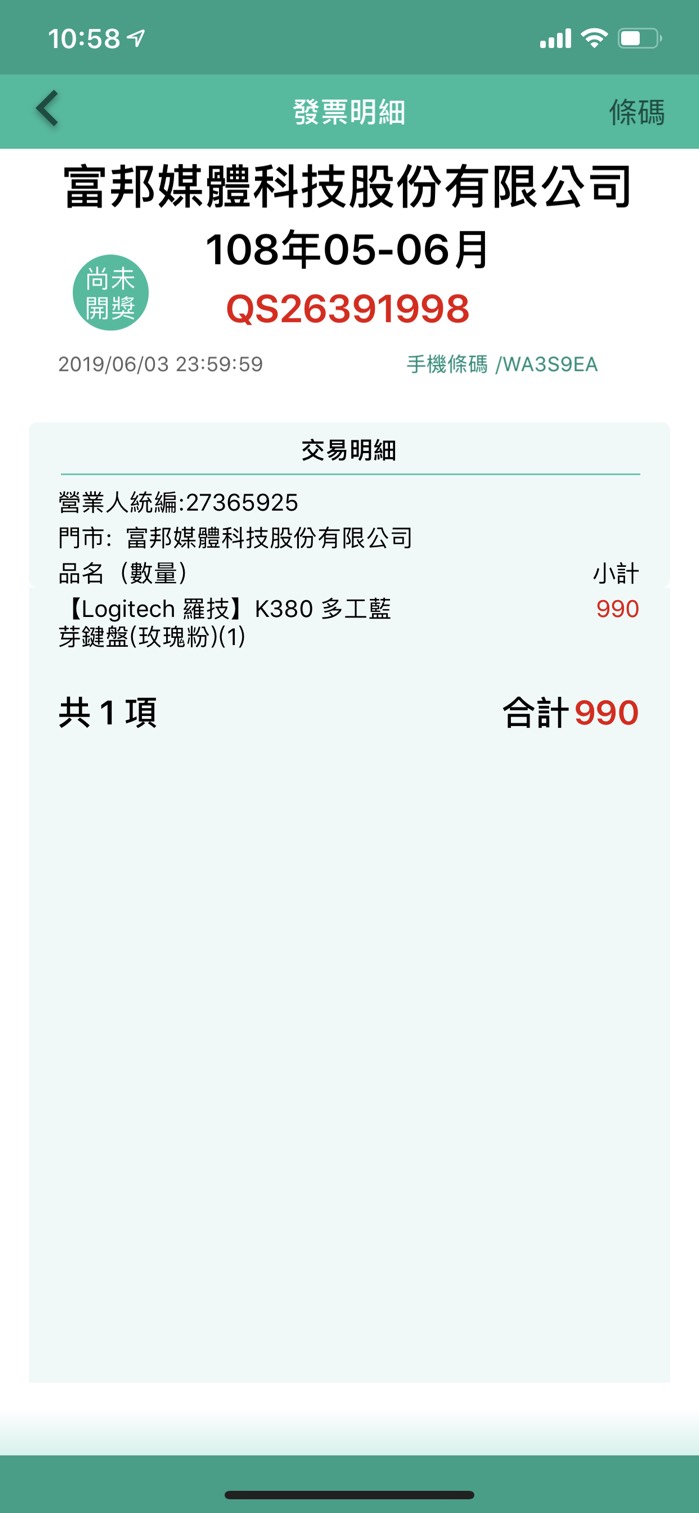 10:58
發票明細
條碼
富邦媒體科技股份有限公司
108年05-06月
尚未
開獎
QS26391998
2019/06/03 23:59:59
手機條碼 /WA3S9EA
交易明細
營業人統編:27365925
門市: 富邦媒體科技股份有限公司
品名（數量） 小計
【Logitech 羅技】K380 多工藍 990
芽鍵盤(玫瑰粉)(1)
共 1 項 合計990